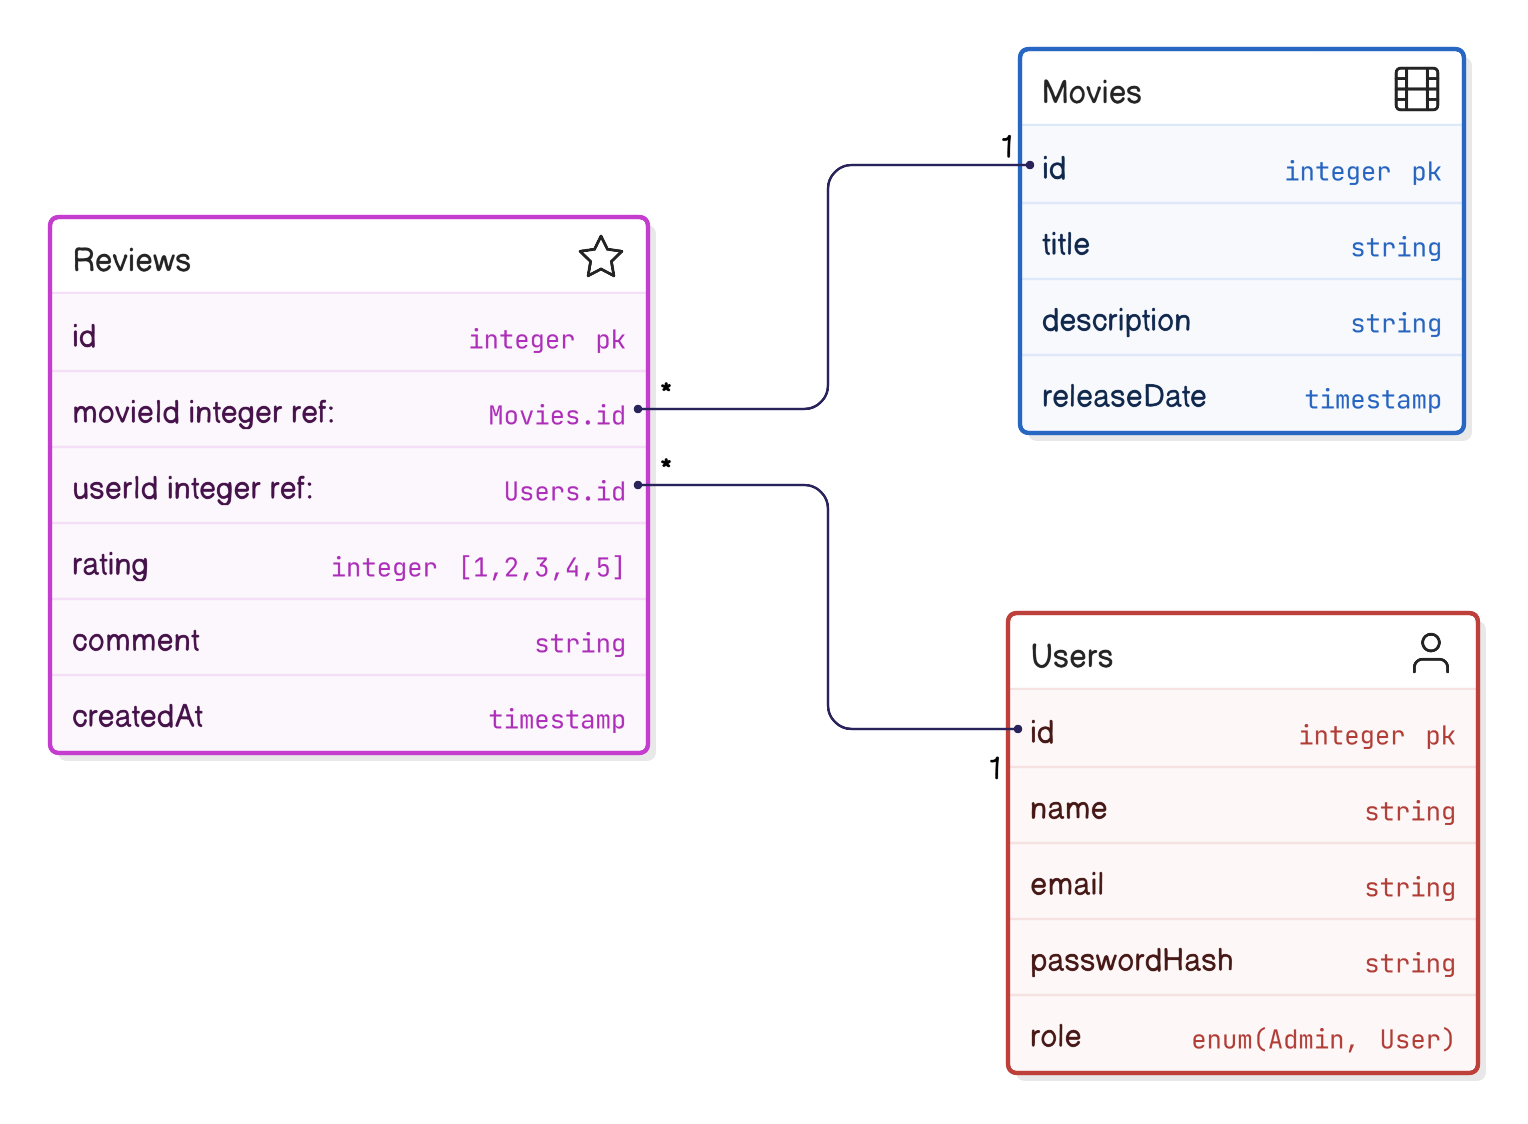 Reviews
id integer pk
movieId integer ref: Movies.id *
userId integer ref: Users.id *
rating integer [1,2,3,4,5]
comment string
createdAt timestamp
Movies
1 id integer pk
title string
description string
releaseDate timestamp
Users
id integer pk
1
name string
email string
passwordHash string
role enum(Admin, User)